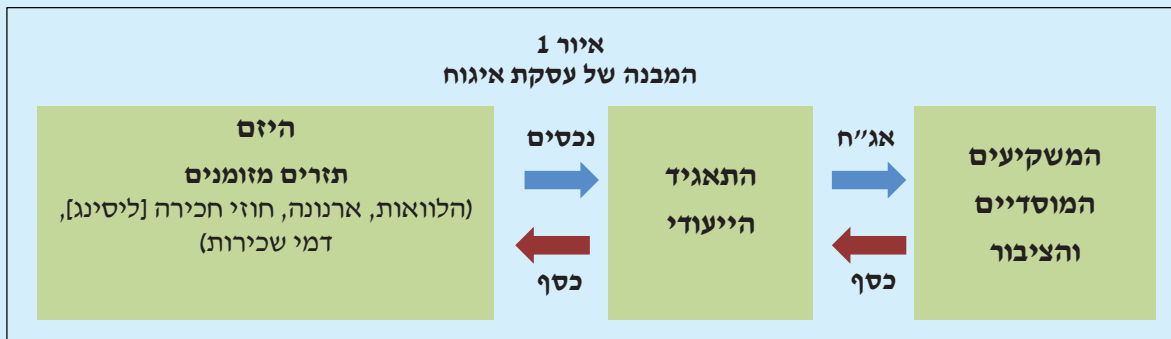 איור 1
המבנה של עסקת איגוח
היזם
תזרים מזומנים
(הלוואות, ארנונה, חוזי חכירה [ליסינג],
דמי שכירות)
נכסים
כסף
התאגיד
הייעודי
אג״ח
כסף
המשקיעים
המוסדיים
והציבור